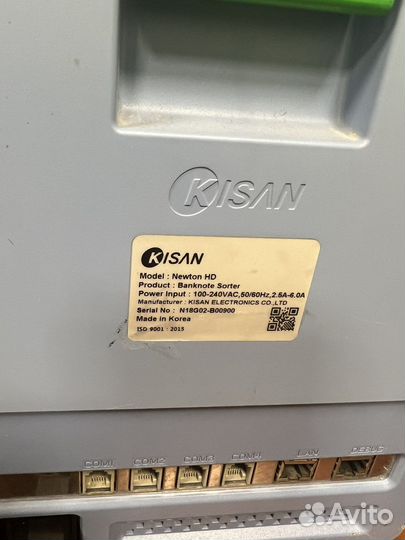 KISAN
KISAN
Model : Newton HD
Product : Banknote Sorter
Power Input : 100-240VAC,50/60Hz,2.5A-6.0A
Manufacturer : KISAN ELECTRONICS CO.,LTD
Serial No : N18G02-B00900
Made in Korea
ISO 9001 : 2015
COM1 COM2 COM3 COM4 LAN DEBUG
Avito